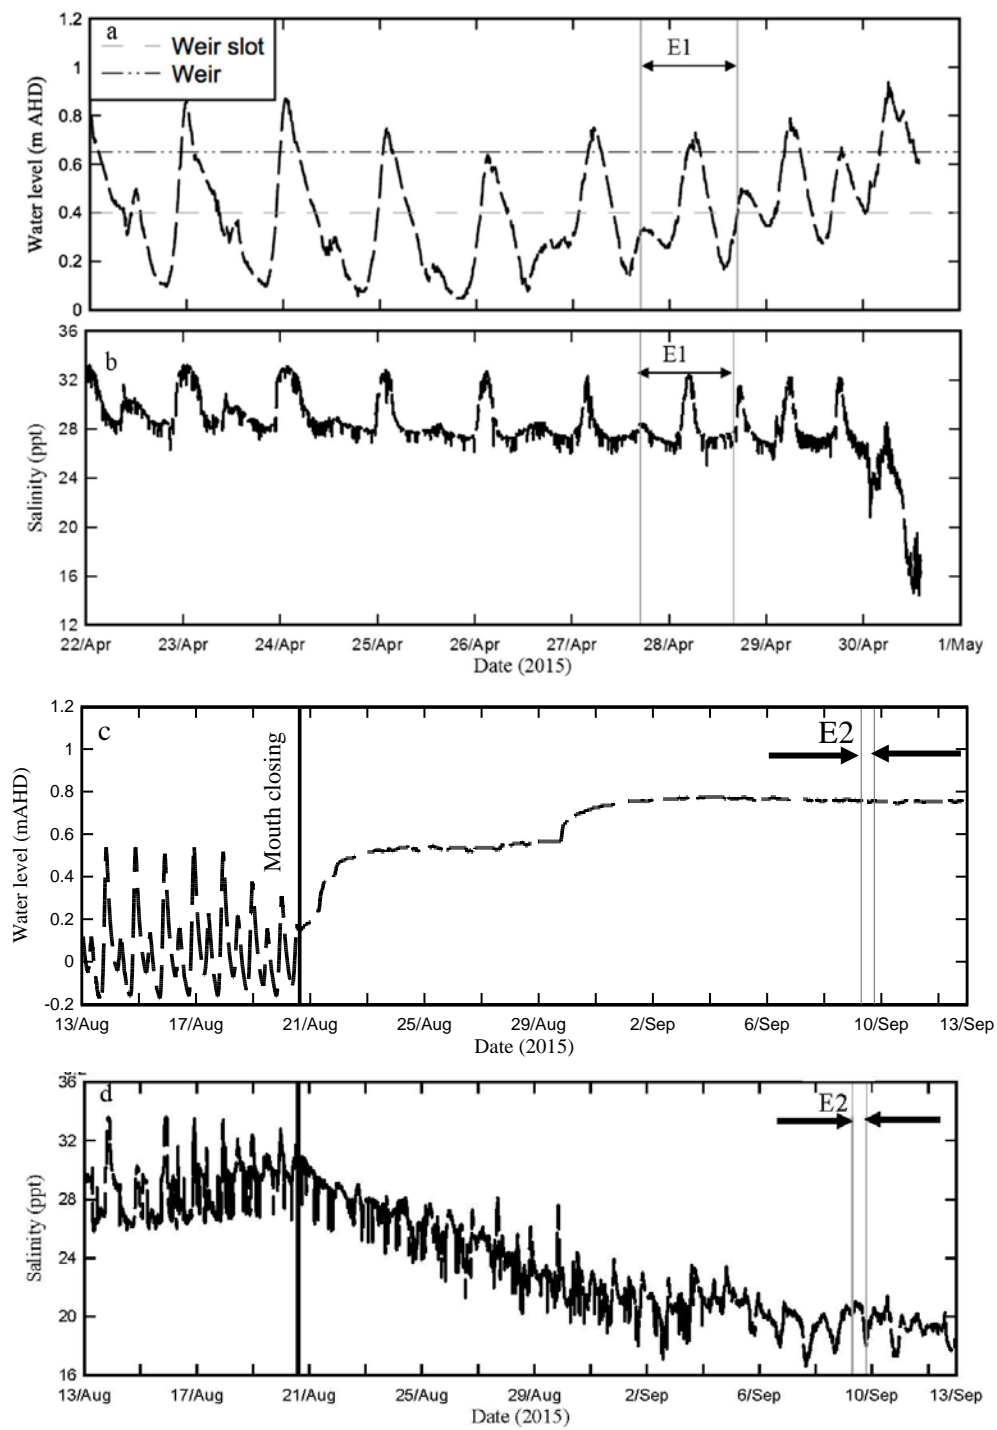 1.2
a
Weir slot
Weir
E1
1
0.8
0.6
0.4
0.2
0
Water level (m AHD)
36
b
E1
32
28
24
20
16
12
Salinity (ppt)
22/Apr 23/Apr 24/Apr 25/Apr 26/Apr 27/Apr 28/Apr 29/Apr 30/Apr 1/May
Date (2015)
1.2
c
E2
1
0.8
0.6
0.4
0.2
0
-0.2
Water level (mAHD)
Mouth closing
13/Aug 17/Aug 21/Aug 25/Aug 29/Aug 2/Sep 6/Sep 10/Sep 13/Sep
Date (2015)
36
d
E2
32
28
24
20
16
Salinity (ppt)
13/Aug 17/Aug 21/Aug 25/Aug 29/Aug 2/Sep 6/Sep 10/Sep 13/Sep
Date (2015)